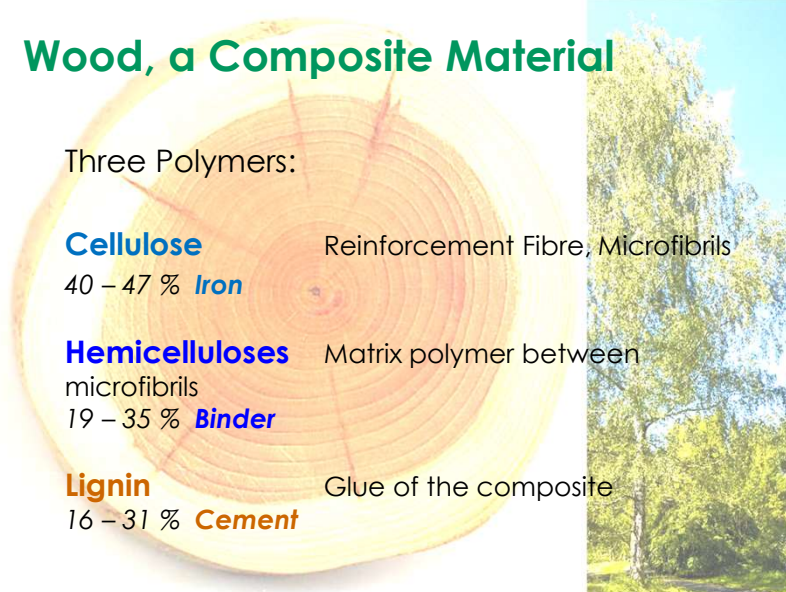 Wood, a Composite Material
Three Polymers:
Cellulose Reinforcement Fibre, Microfibrils
40 – 47 % Iron
Hemicelluloses Matrix polymer between
microfibrils
19 – 35 % Binder
Lignin Glue of the composite
16 – 31 % Cement